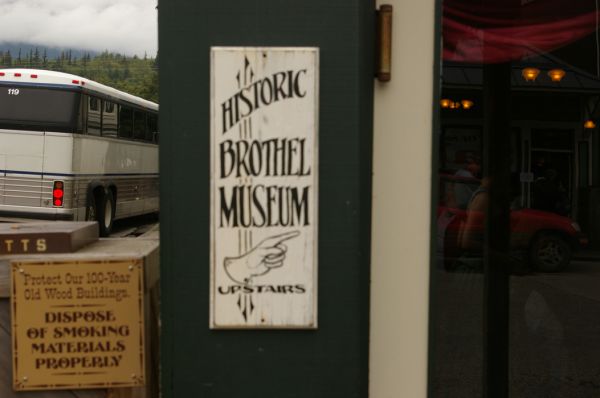 119
HISTORIC
BROTHEL
MUSEUM
UPSTAIRS
TTS
Protect Our 100-Year
Old Wood Buildings.
DISPOSE
OF SMOKING
MATERIALS
PROPERLY